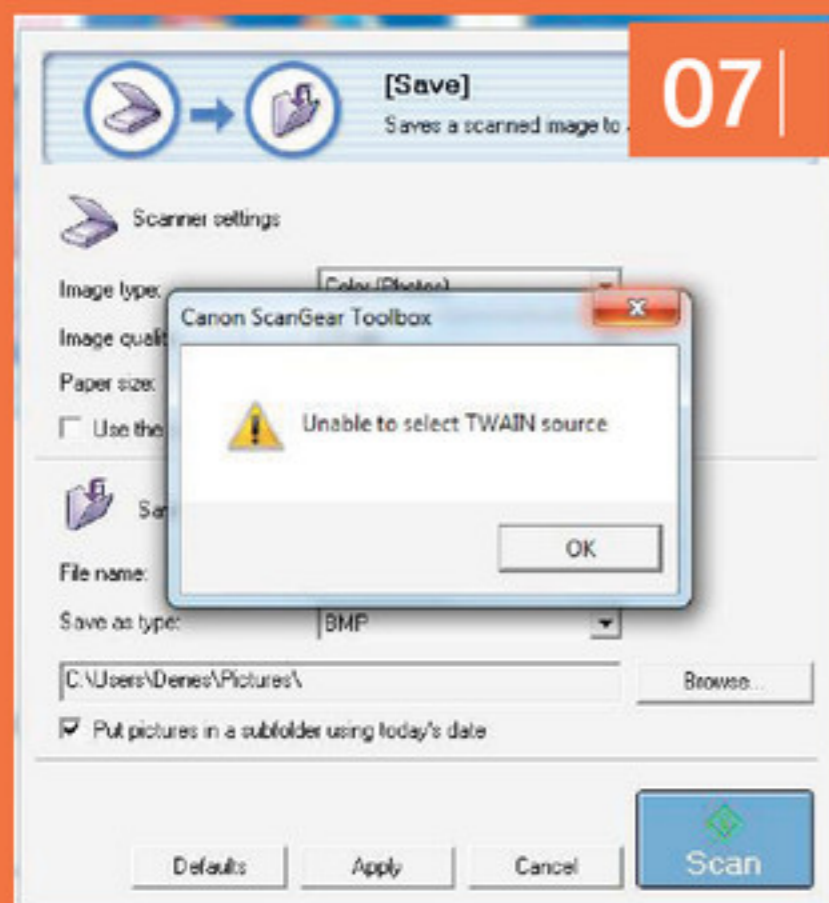 07
[Save]
Saves a scanned image to
Scanner settings
Image type:
Color (Photos)
Canon ScanGear Toolbox
Image
Paper size:
Unable to select TWAIN source
Use the
OK
File name:
Save as type:
BMP
C:\Users\Denes\Pictures\
Browse...
Put pictures in a subfolder using today's date
Defaults
Apply
Cancel
Scan